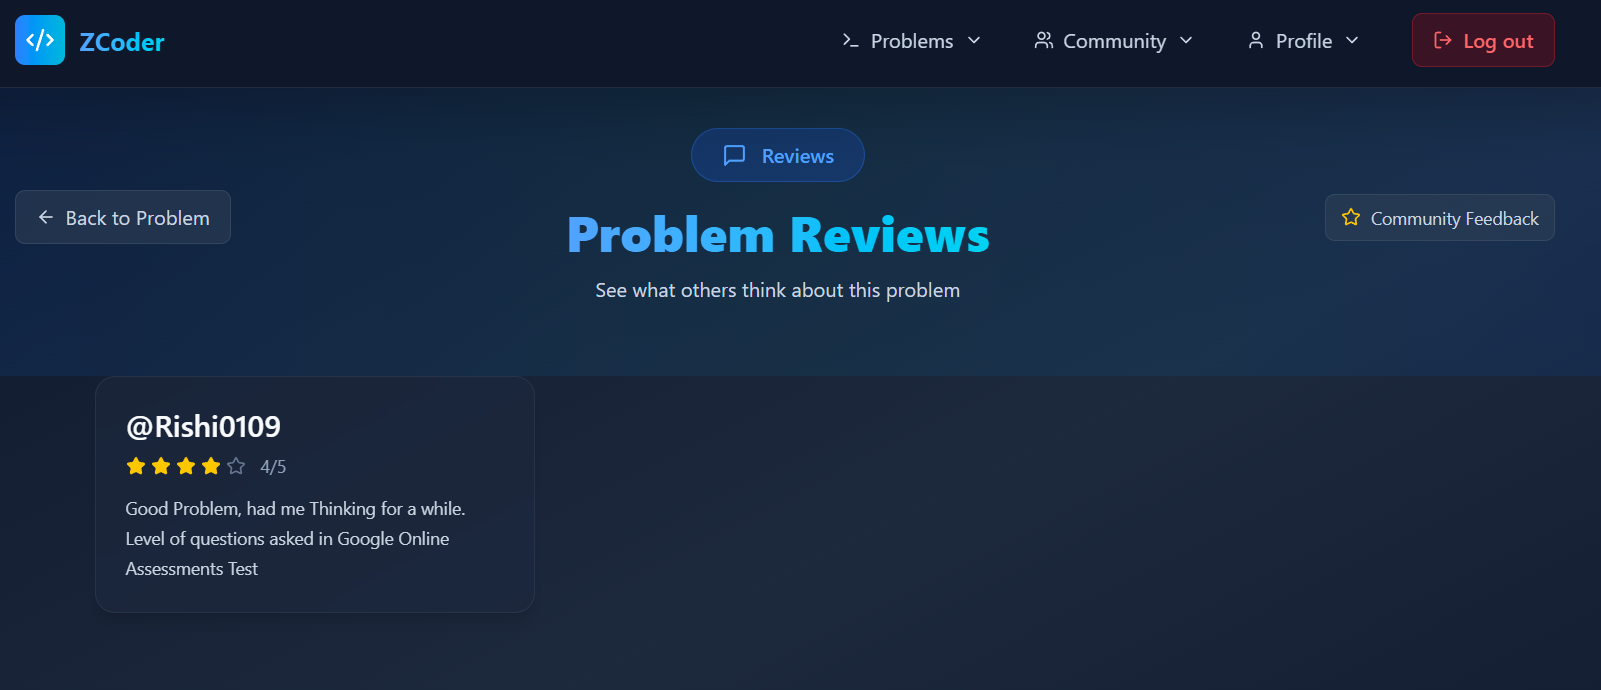 </> ZCoder
Problems
Community
Profile
Log out
Reviews
Back to Problem
Problem Reviews
Community Feedback
See what others think about this problem
@Rishi0109
4/5
Good Problem, had me Thinking for a while.
Level of questions asked in Google Online
Assessments Test